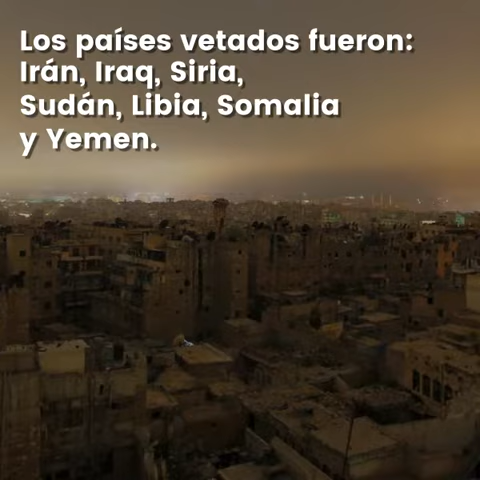 Los países vetados fueron:
Irán, Iraq, Siria,
Sudán, Libia, Somalia
y Yemen.